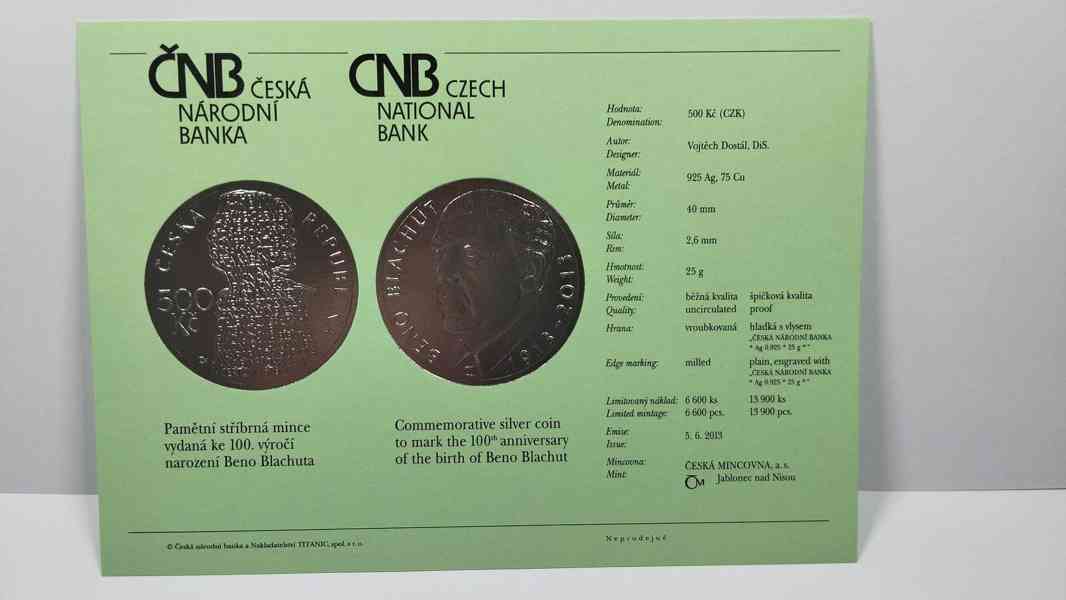 ČNB ČESKÁ
NÁRODNÍ
BANKA
CNB CZECH
NATIONAL
BANK
ČESKÁ REPUBLIKA
500
Kč
BENO BLACHUT 1913 - 2013
Pamětní stříbrná mince
vydaná ke 100. výročí
narození Beno Blachuta
Commemorative silver coin
to mark the 100th anniversary
of the birth of Beno Blachut
Hodnota: 500 Kč (CZK)
Denomination:
Autor: Vojtěch Dostál, DiS.
Designer:
Materiál: 925 Ag, 75 Cu
Metal:
Průměr: 40 mm
Diameter:
Síla: 2,6 mm
Rim:
Hmotnost: 25 g
Weight:
Provedení: běžná kvalita špičková kvalita
Quality: uncirculated proof
Hrana: vroubkovaná hladká s vlysem
„ČESKÁ NÁRODNÍ BANKA
* Ag 0.925 * 25 g *“
Edge marking: milled plain, engraved with
„ČESKÁ NÁRODNÍ BANKA
* Ag 0.925 * 25 g *“
Limitovaný náklad: 6 600 ks 13 900 ks
Limited mintage: 6 600 pcs. 13 900 pcs.
Emise: 5. 6. 2013
Issue:
Mincovna: ČESKÁ MINCOVNA, a. s.
Mint: ČM Jablonec nad Nisou
© Česká národní banka a Nakladatelství TITANIC, spol. s r. o.
Neprodejné